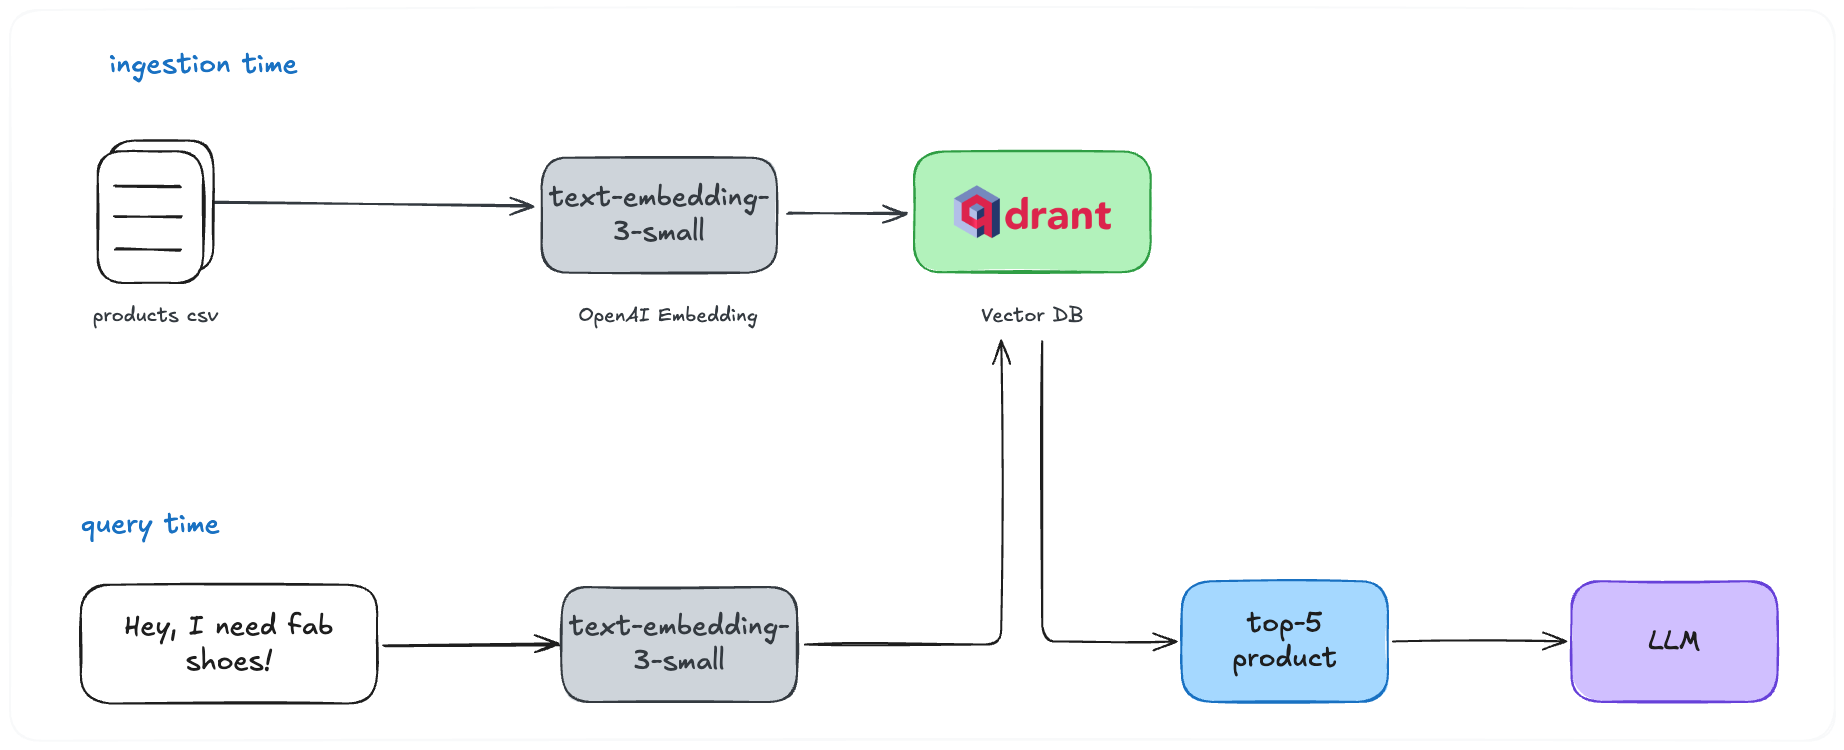 ingestion time
text-embedding-
3-small
qdrant
products csv
OpenAI Embedding
Vector DB
query time
Hey, I need fab
shoes!
text-embedding-
3-small
top-5
product
LLM